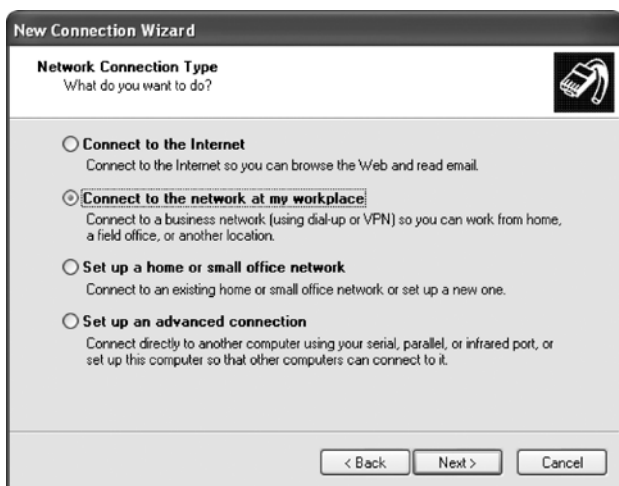 New Connection Wizard
Network Connection Type
What do you want to do?
Connect to the Internet
Connect to the Internet so you can browse the Web and read email.
Connect to the network at my workplace
Connect to a business network (using dial-up or VPN) so you can work from home,
a field office, or another location.
Set up a home or small office network
Connect to an existing home or small office network or set up a new one.
Set up an advanced connection
Connect directly to another computer using your serial, parallel, or infrared port, or
set up this computer so that other computers can connect to it.
< Back Next > Cancel